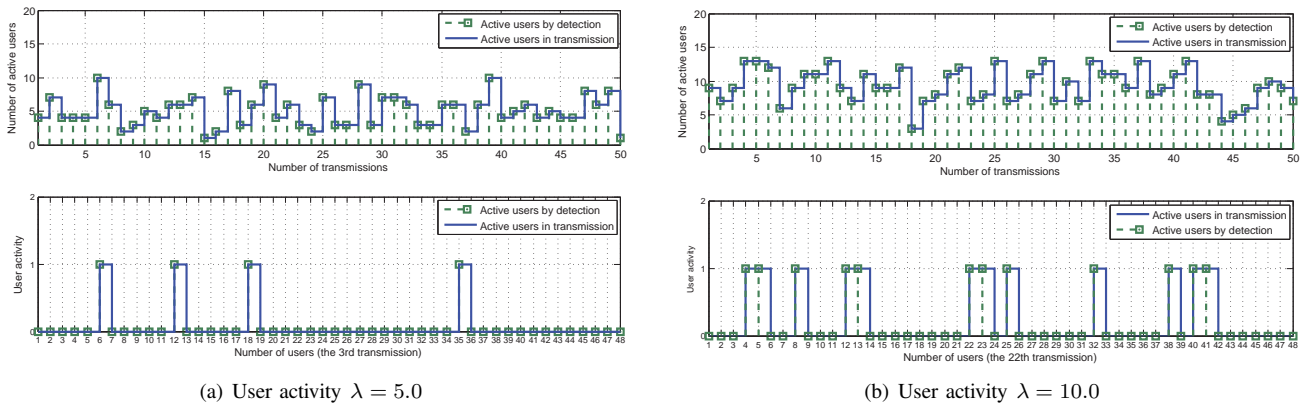 20
15
10
5
0
Number of active users
Active users by detection
Active users in transmission
5 10 15 20 25 30 35 40 45 50
Number of transmissions
2
1
0
User activity
Active users by detection
Active users in transmission
1 2 3 4 5 6 7 8 9 10 11 12 13 14 15 16 17 18 19 20 21 22 23 24 25 26 27 28 29 30 31 32 33 34 35 36 37 38 39 40 41 42 43 44 45 46 47 48
Number of users (the 3rd transmission)
(a) User activity λ = 5.0
20
15
10
5
0
Number of active users
Active users by detection
Active users in transmission
5 10 15 20 25 30 35 40 45 50
Number of transmissions
2
1
0
User activity
Active users in transmission
Active users by detection
1 2 3 4 5 6 7 8 9 10 11 12 13 14 15 16 17 18 19 20 21 22 23 24 25 26 27 28 29 30 31 32 33 34 35 36 37 38 39 40 41 42 43 44 45 46 47 48
Number of users (the 22th transmission)
(b) User activity λ = 10.0